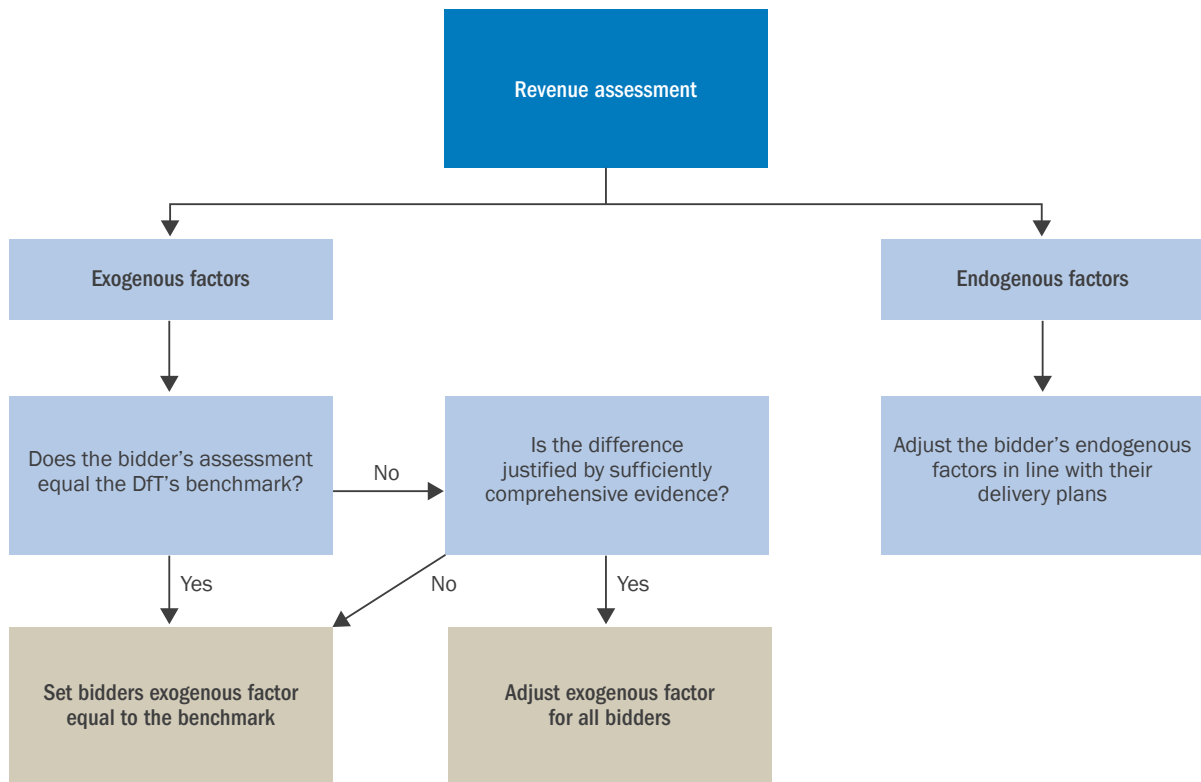 Revenue assessment
Exogenous factors
Endogenous factors
Does the bidder’s assessment
equal the DfT’s benchmark?
No
Is the difference
justified by sufficiently
comprehensive evidence?
Adjust the bidder’s endogenous
factors in line with their
delivery plans
Yes
No
Yes
Set bidders exogenous factor
equal to the benchmark
Adjust exogenous factor
for all bidders